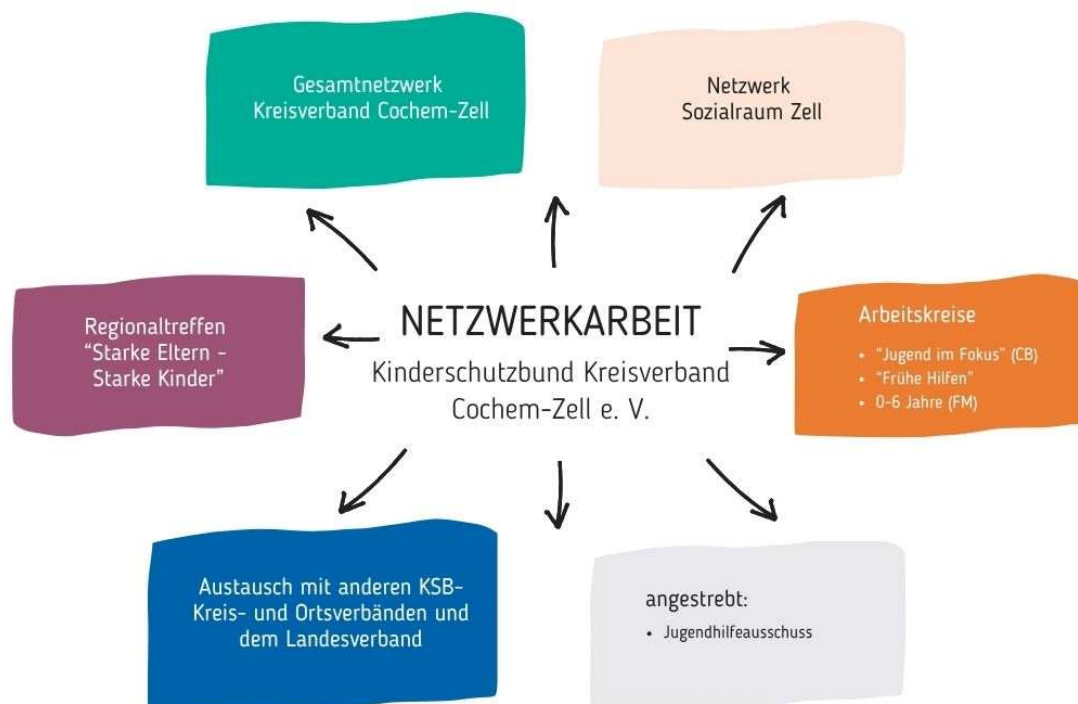 Gesamtnetzwerk
Kreisverband Cochem-Zell
Netzwerk
Sozialraum Zell
Regionaltreffen
"Starke Eltern -
Starke Kinder"
NETZWERKARBEIT
Kinderschutzbund Kreisverband
Cochem-Zell e. V.
Arbeitskreise
• "Jugend im Fokus" (CB)
• "Frühe Hilfen"
• 0-6 Jahre (FM)
Austausch mit anderen KSB-
Kreis- und Ortsverbänden und
dem Landesverband
angestrebt:
• Jugendhilfeausschuss